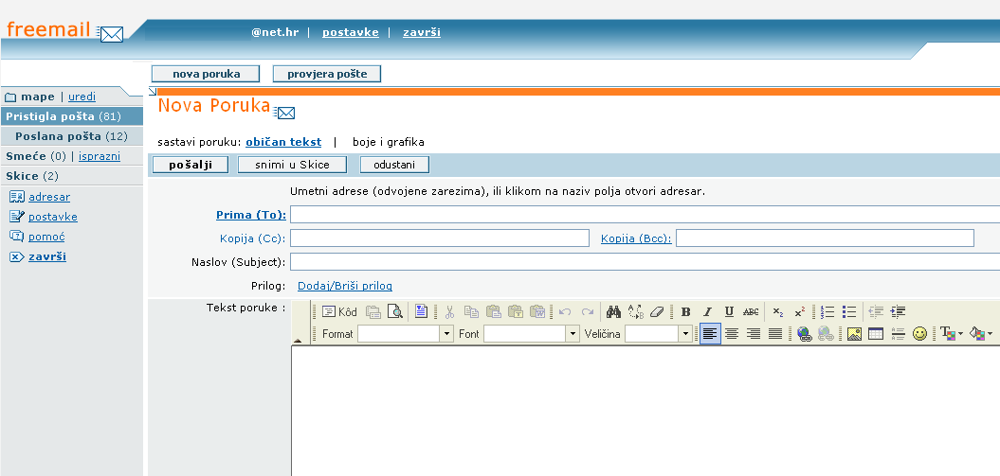 freemail
@net.hr | postavke | završi
nova poruka provjera pošte
mape | uredi
Pristigla pošta (81)
Poslana pošta (12)
Smeće (0) | isprazni
Skice (2)
adresar
postavke
pomoć
završi
Nova Poruka
sastavi poruku: običan tekst | boje i grafika
pošalji snimi u Skice odustani
Umetni adrese (odvojene zarezima), ili klikom na naziv polja otvori adresar.
Prima (To):
Kopija (Cc): Kopija (Bcc):
Naslov (Subject):
Prilog: Dodaj/Briši prilog
Tekst poruke :
Kôd B I U ABC x₂ x²
Format Font Veličina